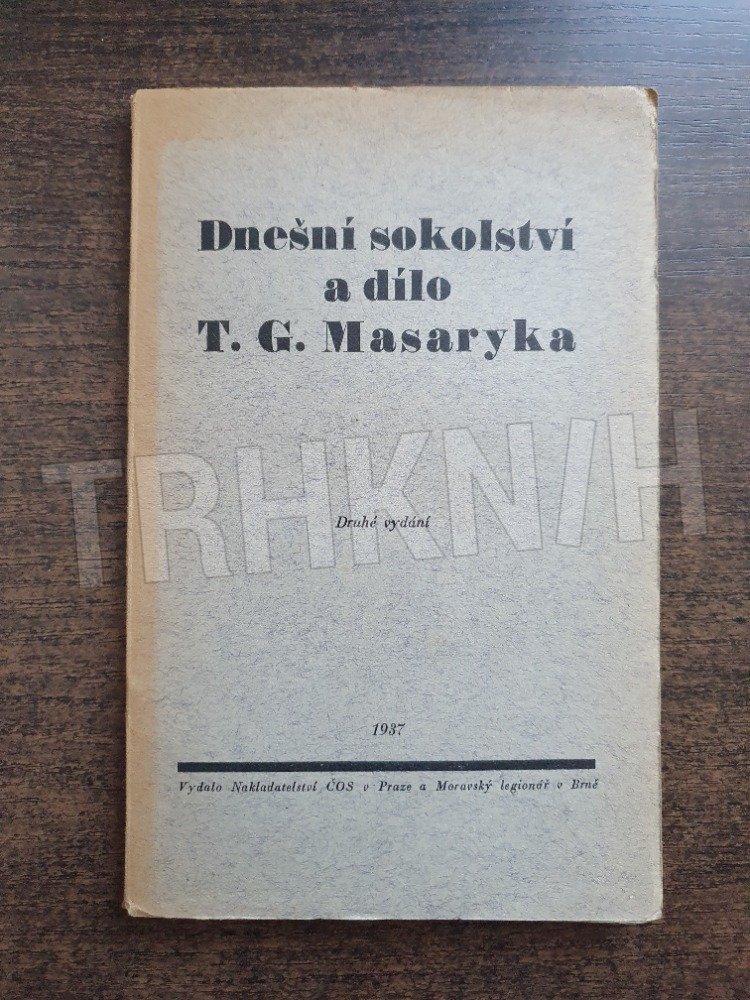 Dnešní sokolství
a dílo
T. G. Masaryka
TRHKNIH
Druhé vydání
1937
Vydalo Nakladatelství ČOS v Praze a Moravský legionář v Brně